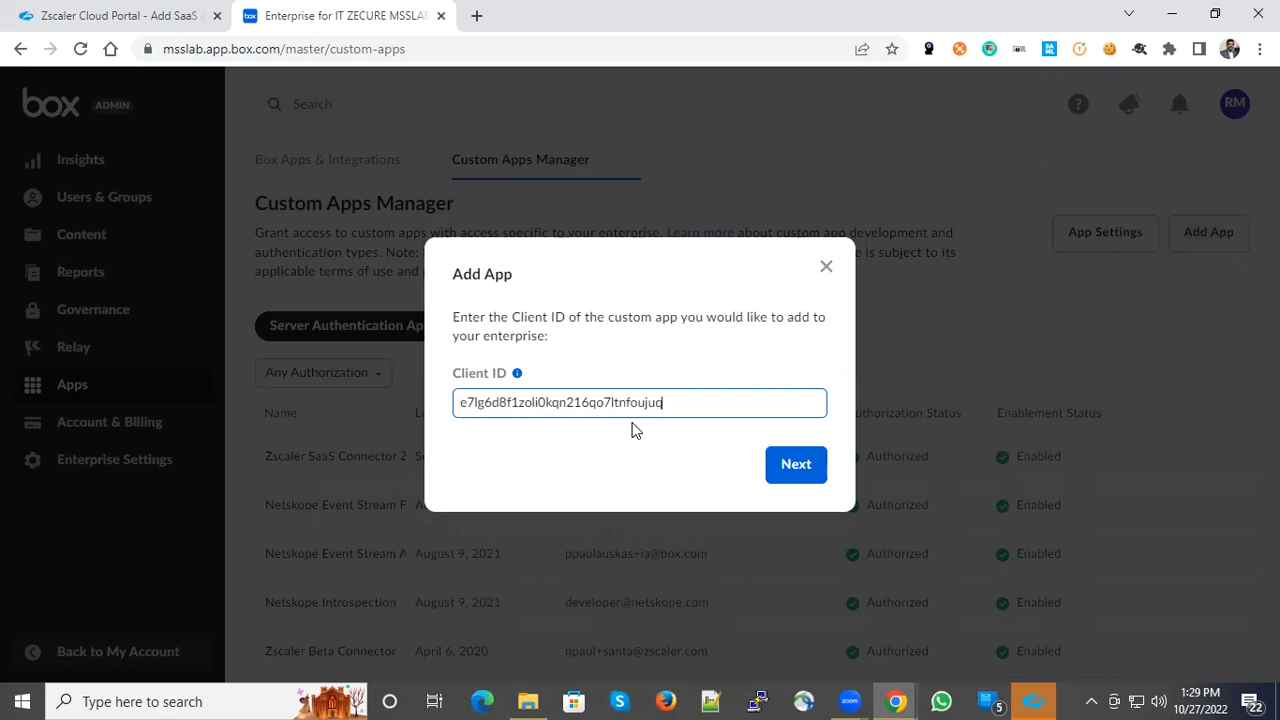 Zscaler Cloud Portal - Add SaaS A
Enterprise for IT ZECURE MSSLAB
msslab.app.box.com/master/custom-apps
box ADMIN
Search
RM
Insights
Users & Groups
Content
Reports
Governance
Relay
Apps
Account & Billing
Enterprise Settings
Back to My Account
Box Apps & Integrations
Custom Apps Manager
Custom Apps Manager
Grant access to custom apps with access specific to your enterprise. Learn more about custom app development and
authentication types. Note:
e is subject to its
applicable terms of use and
App Settings
Add App
Server Authentication Ap
Any Authorization
Name
La
Authorization Status
Enablement Status
Zscaler SaaS Connector 2
Authorized
Enabled
Netskope Event Stream F
Authorized
Enabled
Netskope Event Stream A
August 9, 2021
ppaulauskas+ia@box.com
Authorized
Enabled
Netskope Introspection
August 9, 2021
developer@netskope.com
Authorized
Enabled
Zscaler Beta Connector
April 6, 2020
npaul+santa@zscaler.com
Authorized
Enabled
Add App
Enter the Client ID of the custom app you would like to add to
your enterprise:
Client ID
e7lg6d8f1zoli0kqn216qo7ltnfoujuq
Next
Type here to search
zoom
5
1:29 PM
10/27/2022
22